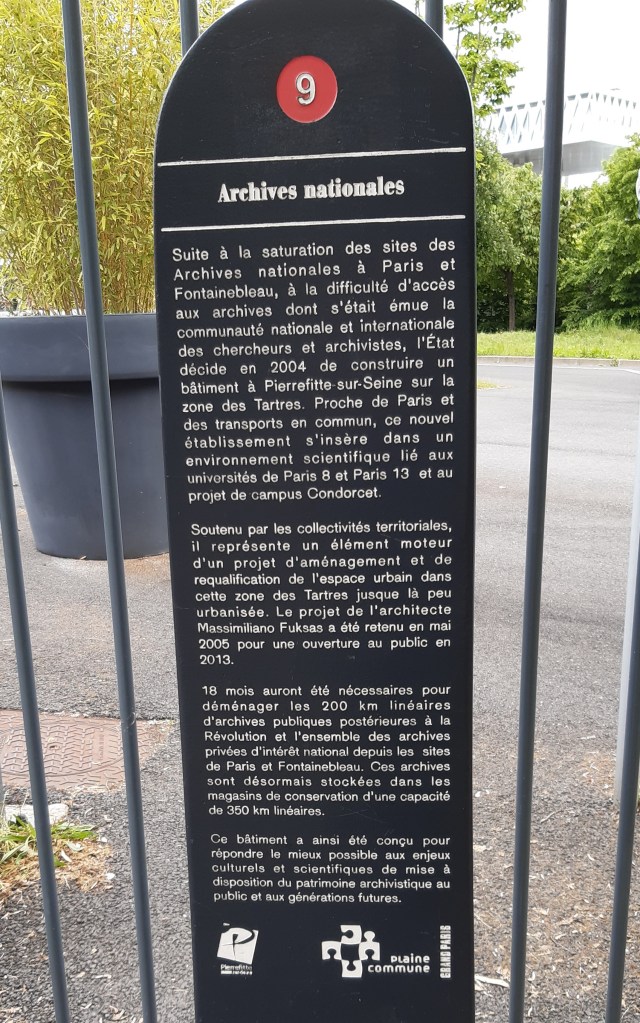 9
Archives nationales
Suite à la saturation des sites des
Archives nationales à Paris et
Fontainebleau, à la difficulté d'accès
aux archives dont s'était émue la
communauté nationale et internationale
des chercheurs et archivistes, l'État
décide en 2004 de construire un
bâtiment à Pierrefitte-sur-Seine sur la
zone des Tartres. Proche de Paris et
des transports en commun, ce nouvel
établissement s'insère dans un
environnement scientifique lié aux
universités de Paris 8 et Paris 13 et au
projet de campus Condorcet.
Soutenu par les collectivités territoriales,
il représente un élément moteur
d'un projet d'aménagement et de
requalification de l'espace urbain dans
cette zone des Tartres jusque là peu
urbanisée. Le projet de l'architecte
Massimiliano Fuksas a été retenu en mai
2005 pour une ouverture au public en
2013.
18 mois auront été nécessaires pour
déménager les 200 km linéaires
d'archives publiques postérieures à la
Révolution et l'ensemble des archives
privées d'intérêt national depuis les sites
de Paris et Fontainebleau. Ces archives
sont désormais stockées dans les
magasins de conservation d'une capacité
de 350 km linéaires.
Ce bâtiment a ainsi été conçu pour
répondre le mieux possible aux enjeux
culturels et scientifiques de mise à
disposition du patrimoine archivistique au
public et aux générations futures.
Pierrefitte
PLAINE
COMMUNE
GRAND PARIS